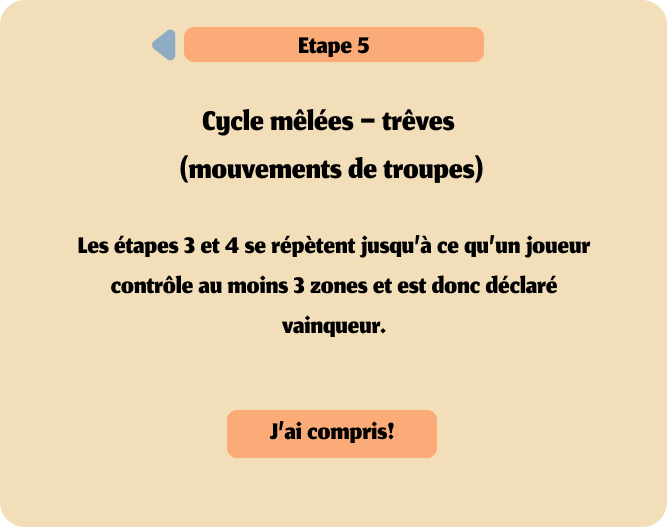 Etape 5
Cycle mêlées – trêves
(mouvements de troupes)
Les étapes 3 et 4 se répètent jusqu'à ce qu'un joueur
contrôle au moins 3 zones et est donc déclaré
vainqueur.
J'ai compris!